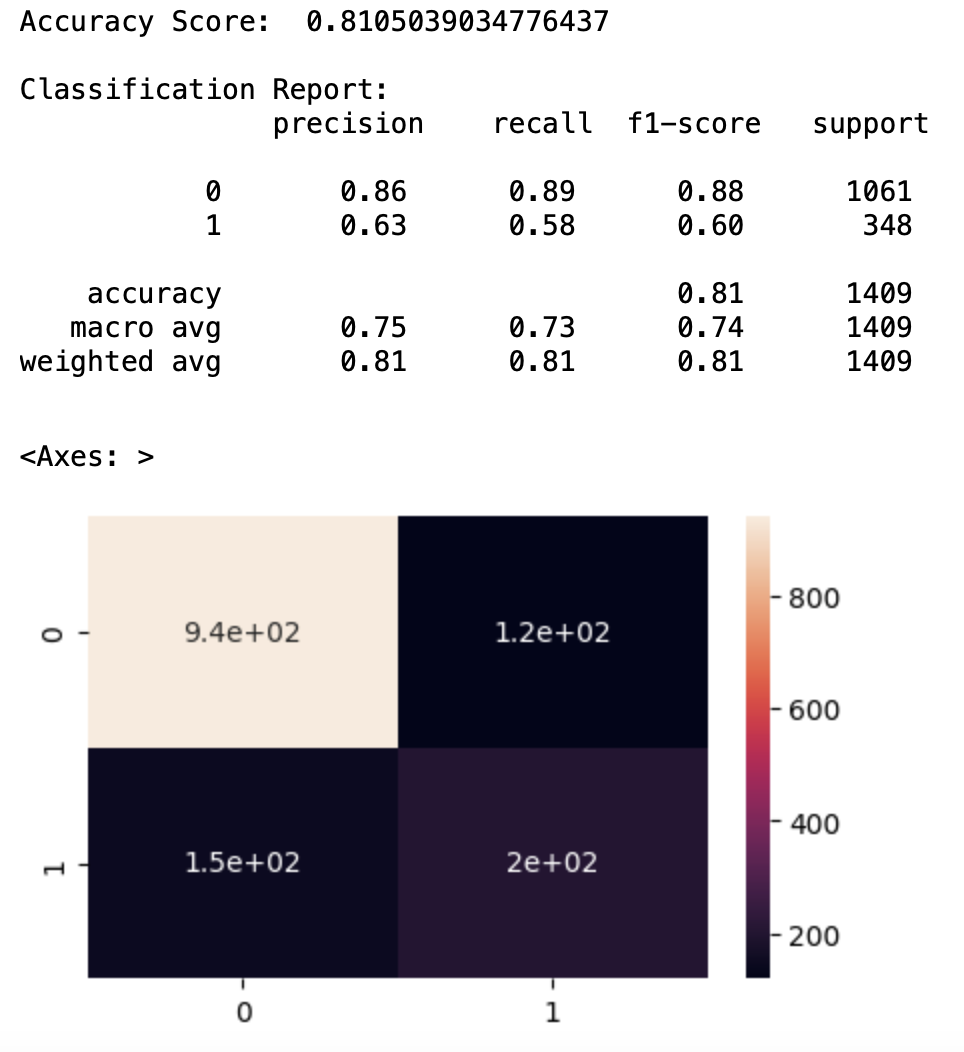 Accuracy Score:  0.8105039034776437
Classification Report:
precision recall f1-score support
0 0.86 0.89 0.88 1061
1 0.63 0.58 0.60 348
accuracy 0.81 1409
macro avg 0.75 0.73 0.74 1409
weighted avg 0.81 0.81 0.81 1409
<Axes: >
0 9.4e+02 1.2e+02
1 1.5e+02 2e+02
0 1
800
600
400
200